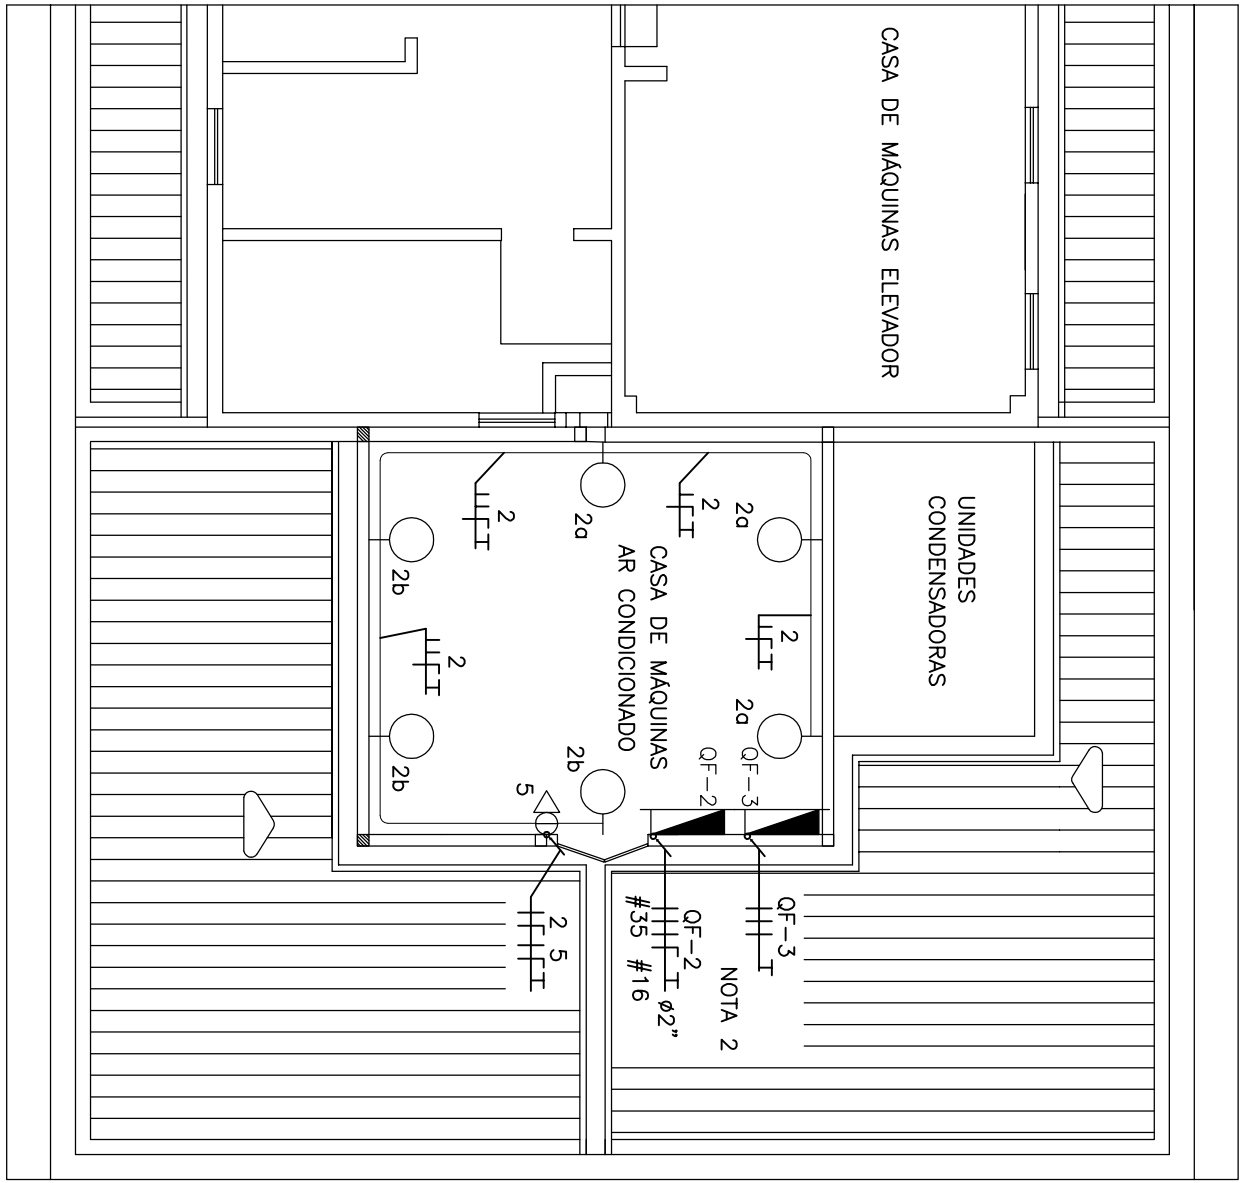 CASA DE MÁQUINAS ELEVADOR
UNIDADES
CONDENSADORAS
2a
2
2a
2
2b
CASA DE MÁQUINAS
AR CONDICIONADO
2
2
2a
2b
2b
5
QF-3
QF-2
QF-3
QF-2
#35 #16 ø2"
NOTA 2
2 5